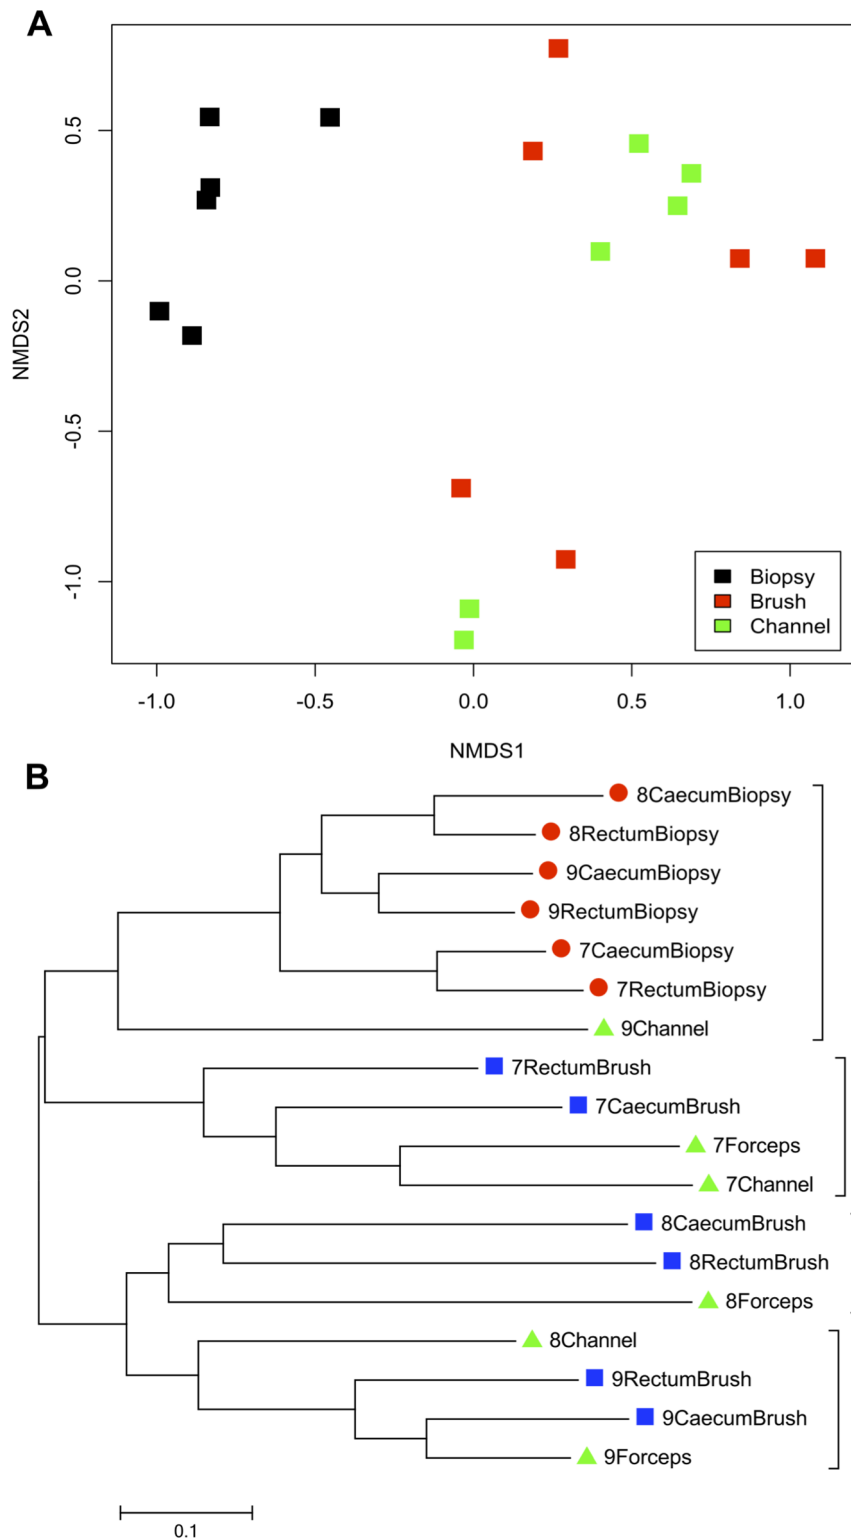 A
0.5
0.0
-0.5
-1.0
NMDS2
Biopsy
Brush
Channel
-1.0 -0.5 0.0 0.5 1.0
NMDS1
B
8CaecumBiopsy
8RectumBiopsy
9CaecumBiopsy
9RectumBiopsy
7CaecumBiopsy
7RectumBiopsy
9Channel
7RectumBrush
7CaecumBrush
7Forceps
7Channel
8CaecumBrush
8RectumBrush
8Forceps
8Channel
9RectumBrush
9CaecumBrush
9Forceps
0.1